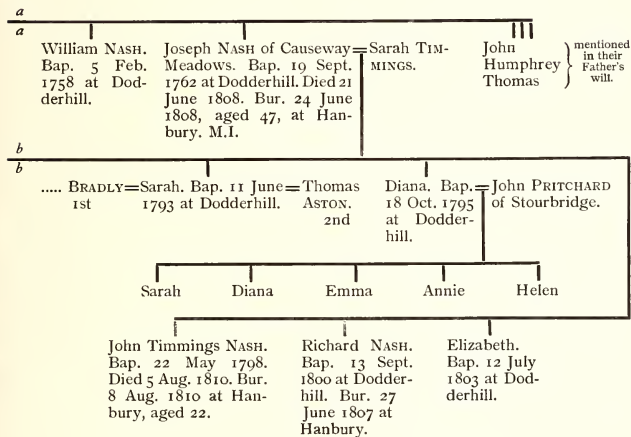 a
a
William NASH.
Bap. 5 Feb.
1758 at Dod-
derhill.
Joseph NASH of Causeway
Meadows. Bap. 19 Sept.
1762 at Dodderhill. Died 21
June 1808. Bur. 24 June
1808, aged 47, at Han-
bury. M.I.
=Sarah TIM-
MINGS.
John
Humphrey
Thomas
mentioned
in their
Father's
will.
b
b
..... BRADLY=
1st
Sarah. Bap. 11 June
1793 at Dodderhill.
=Thomas
ASTON.
2nd
Diana. Bap.
18 Oct. 1795
at Dodder-
hill.
=John PRITCHARD
of Stourbridge.
Sarah
Diana
Emma
Annie
Helen
John Timmings NASH.
Bap. 22 May 1798.
Died 5 Aug. 1810. Bur.
8 Aug. 1810 at Han-
bury, aged 22.
Richard NASH.
Bap. 13 Sept.
1800 at Dodder-
hill. Bur. 27
June 1807 at
Hanbury.
Elizabeth.
Bap. 12 July
1803 at Dod-
derhill.